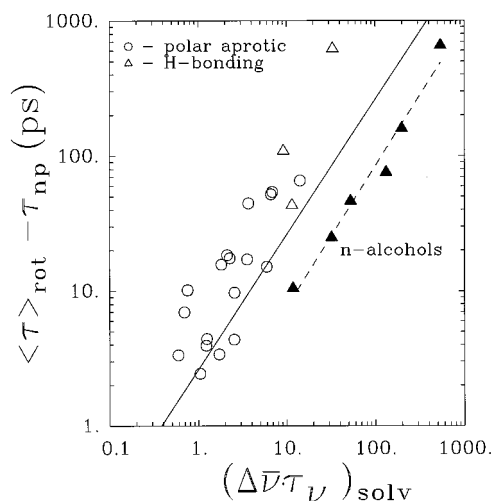 ○ – polar aprotic
△ – H-bonding
1000.
100.
10.
1.
<τ>rot − τnp (ps)
n-alcohols
0.1 1. 10. 100. 1000.
(Δν̄·τν)solv